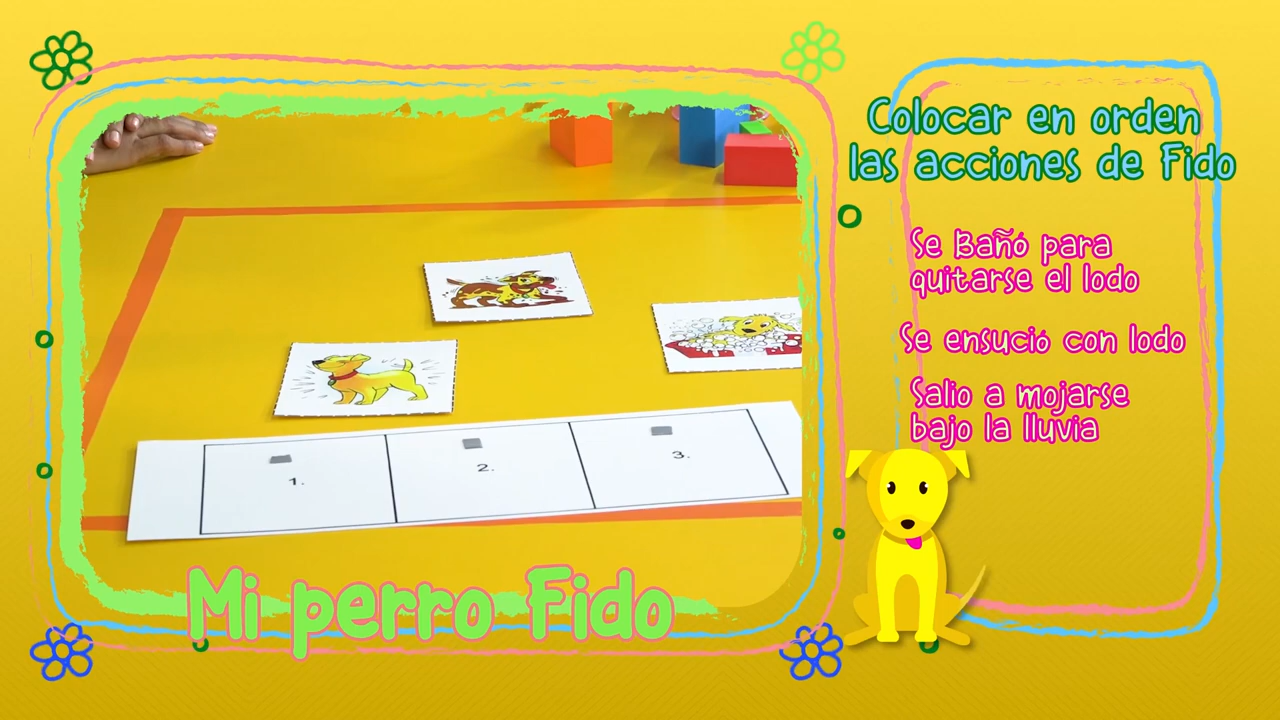 Colocar en orden
las acciones de Fido
Se Bañó para
quitarse el lodo
Se ensució con lodo
Salio a mojarse
bajo la lluvia
1.
2.
3.
Mi perro Fido